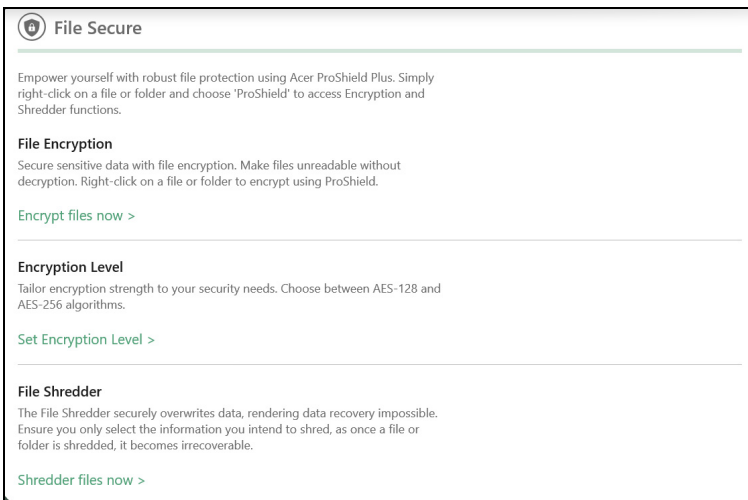 File Secure
Empower yourself with robust file protection using Acer ProShield Plus. Simply
right-click on a file or folder and choose 'ProShield' to access Encryption and
Shredder functions.
File Encryption
Secure sensitive data with file encryption. Make files unreadable without
decryption. Right-click on a file or folder to encrypt using ProShield.
Encrypt files now >
Encryption Level
Tailor encryption strength to your security needs. Choose between AES-128 and
AES-256 algorithms.
Set Encryption Level >
File Shredder
The File Shredder securely overwrites data, rendering data recovery impossible.
Ensure you only select the information you intend to shred, as once a file or
folder is shredded, it becomes irrecoverable.
Shredder files now >